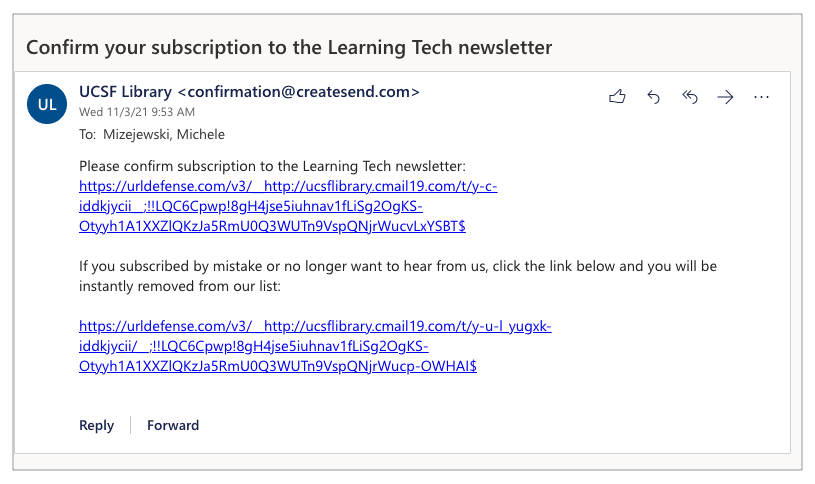 Confirm your subscription to the Learning Tech newsletter
UL
UCSF Library <confirmation@createsend.com>
Wed 11/3/21 9:53 AM
To: Mizejewski, Michele
Please confirm subscription to the Learning Tech newsletter:
https://urldefense.com/v3/__http://ucsflibrary.cmail19.com/t/y-c-
iddkjycii__;!!LQC6Cpwp!8gH4jse5iuhnav1fLiSg2OgKS-
Otyyh1A1XXZlQKzJa5RmU0Q3WUTn9VspQNjrWucvLxYSBT$
If you subscribed by mistake or no longer want to hear from us, click the link below and you will be
instantly removed from our list:
https://urldefense.com/v3/__http://ucsflibrary.cmail19.com/t/y-u-l_yugxk-
iddkjycii/__;!!LQC6Cpwp!8gH4jse5iuhnav1fLiSg2OgKS-
Otyyh1A1XXZlQKzJa5RmU0Q3WUTn9VspQNjrWucp-OWHAI$
Reply
Forward